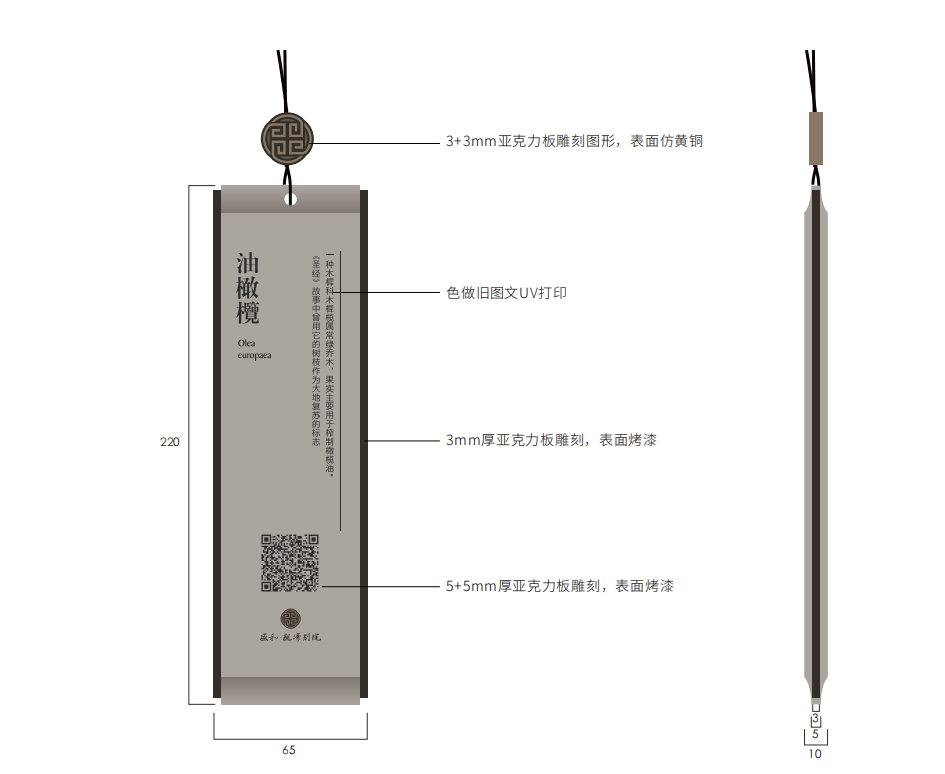 3+3mm亚克力板雕刻图形，表面仿黄铜
油橄欖
Olea
europaea
一种木樨科木樨榄属常绿乔木，果实主要用于榨制橄榄油。
《圣经》故事中曾用它的树枝作为大地复苏的标志
色做旧图文UV打印
220
3mm厚亚克力板雕刻，表面烤漆
5+5mm厚亚克力板雕刻，表面烤漆
65
3
5
10